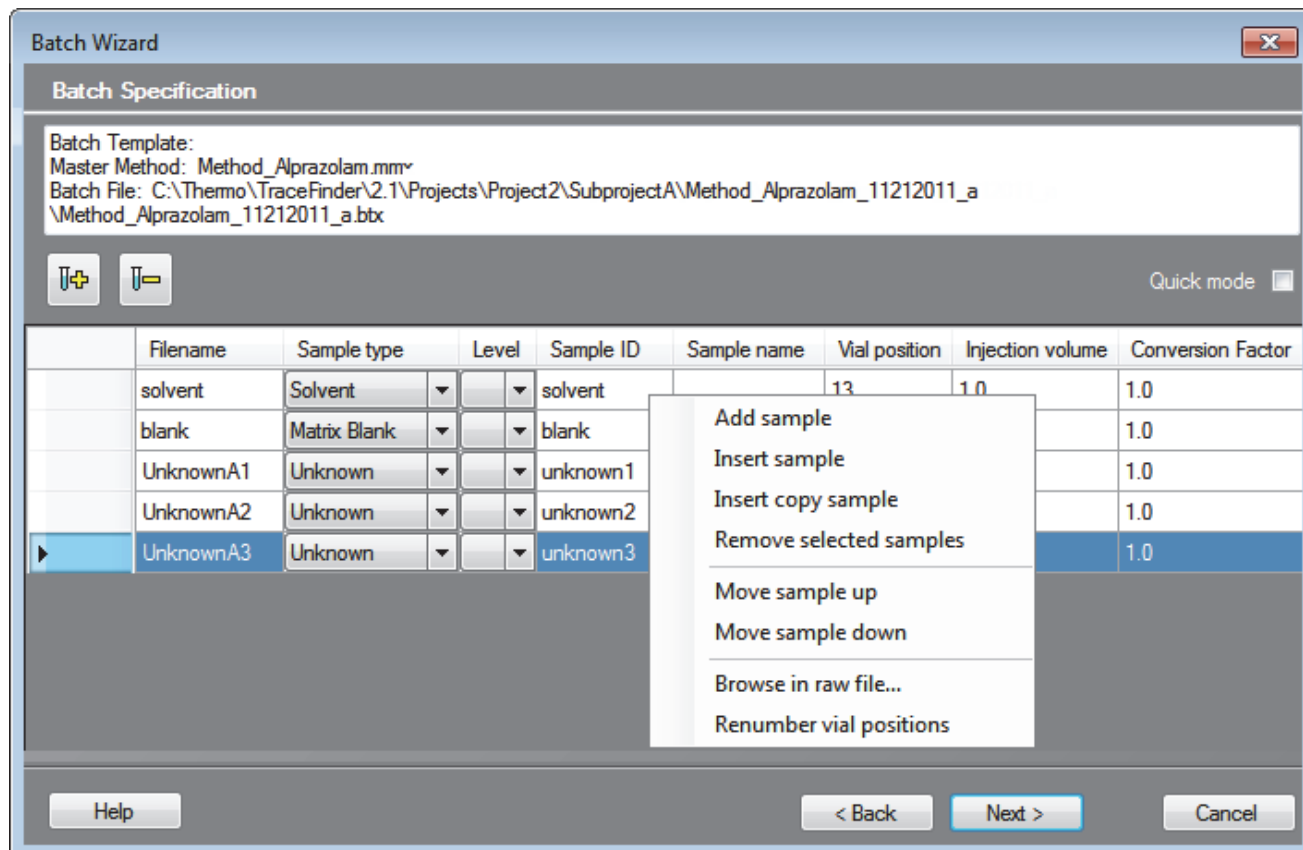 Batch Wizard
Batch Specification
Batch Template:
Master Method: Method_Alprazolam.mm
Batch File: C:\Thermo\TraceFinder\2.1\Projects\Project2\SubprojectA\Method_Alprazolam_11212011_a
\Method_Alprazolam_11212011_a.btx
Quick mode
Filename Sample type Level Sample ID Sample name Vial position Injection volume Conversion Factor
solvent Solvent solvent 13 1.0 1.0
blank Matrix Blank blank 1.0
UnknownA1 Unknown unknown1 1.0
UnknownA2 Unknown unknown2 1.0
UnknownA3 Unknown unknown3 1.0
Add sample
Insert sample
Insert copy sample
Remove selected samples
Move sample up
Move sample down
Browse in raw file...
Renumber vial positions
Help < Back Next > Cancel